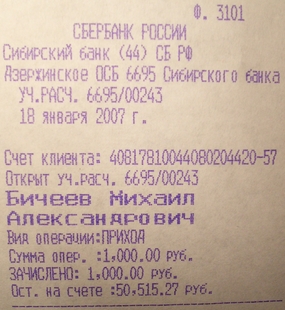 Ф. 3101
СБЕРБАНК РОССИИ
Сибирский банк (44) СБ РФ
Дзержинское ОСБ 6695 Сибирского банка
УЧ.РАСЧ. 6695/00243
18 января 2007 г.
Счет клиента: 40817810044080204420-57
Открыт уч.расч. 6695/00243
Бичеев Михаил
Александрович
Вид операции:ПРИХОД
Сумма опер. :1,000.00 руб.
ЗАЧИСЛЕНО: 1,000.00 руб.
Ост. на счете :50,515.27 руб.